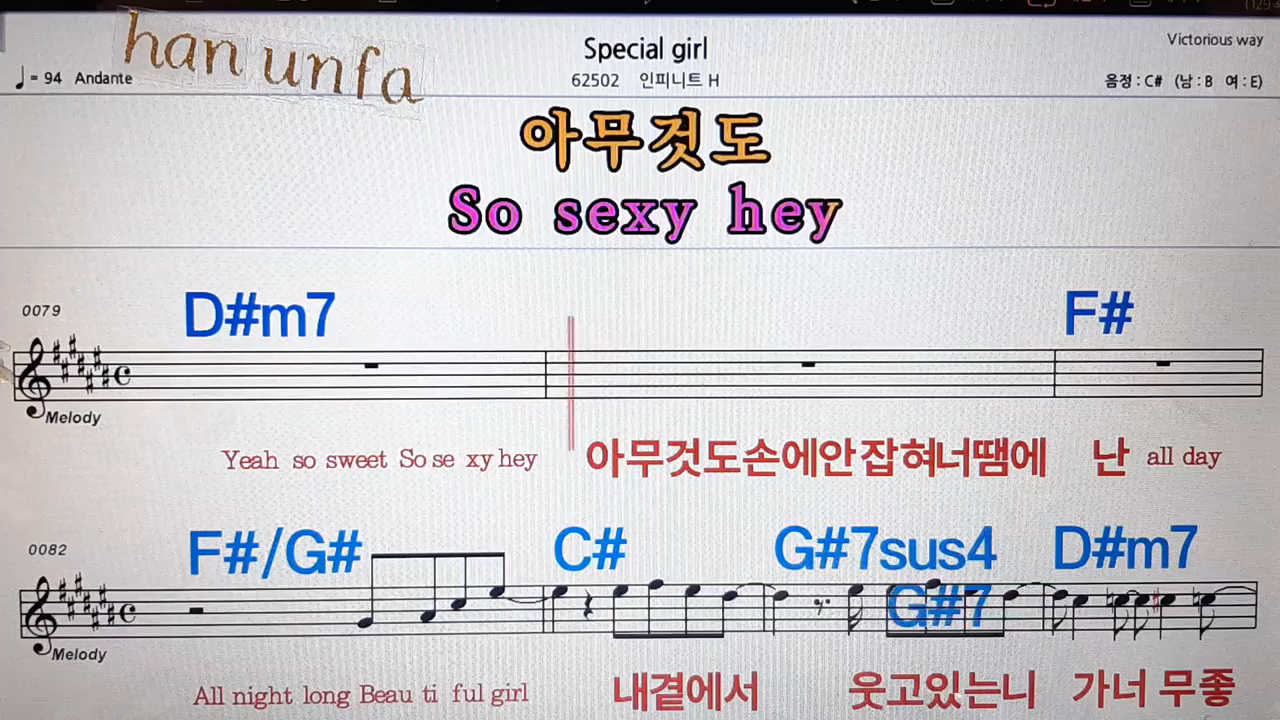 han unfa
Special girl
Victorious way
♩= 94 Andante
62502 인피니트 H
음정 : C# (남 : B 여 : E)
아무것도
So sexy hey
0079
D#m7 F#
Melody
Yeah so sweet So se xy hey 아무것도손에안잡혀너땜에 난 all day
0082
F#/G# C# G#7sus4 D#m7
G#7
Melody
All night long Beau ti ful girl 내곁에서 웃고있는니 가너 무좋